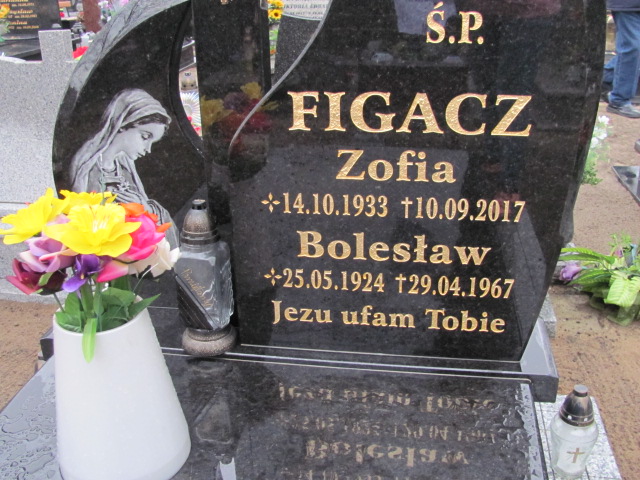 Ś.P.
FIGACZ
Zofia
✧14.10.1933 †10.09.2017
Bolesław
✧25.05.1924 †29.04.1967
Jezu ufam Tobie